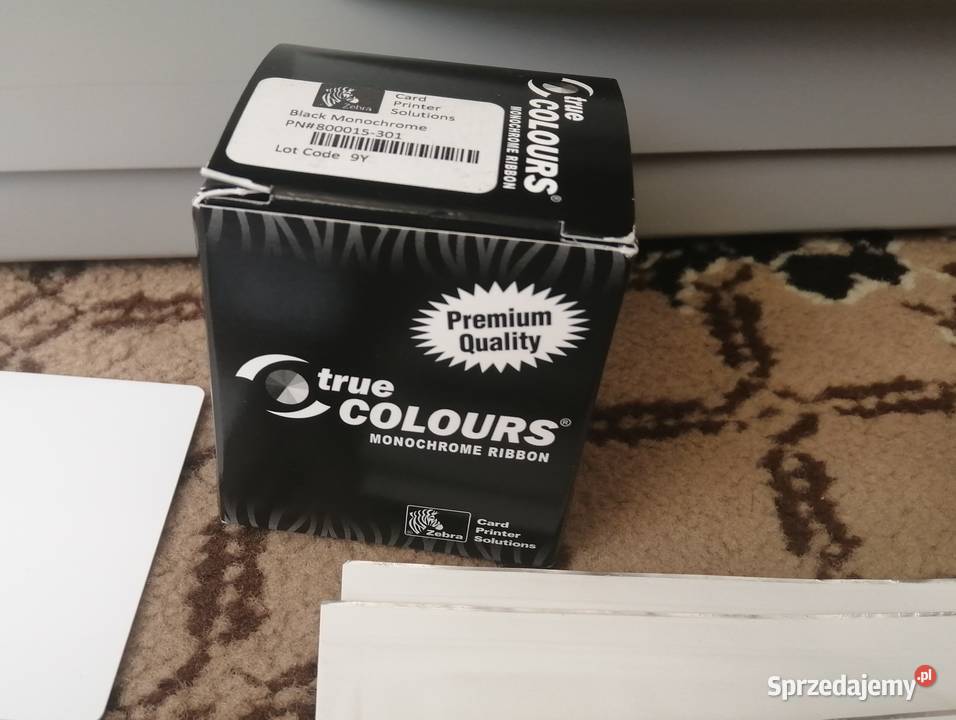 Zebra
Card
Printer
Solutions
Black Monochrome
PN#800015-301
Lot Code 9Y
true
COLOURS®
MONOCHROME RIBBON
Premium
Quality
true
COLOURS®
MONOCHROME RIBBON
Zebra
Card
Printer
Solutions
Sprzedajemy.pl